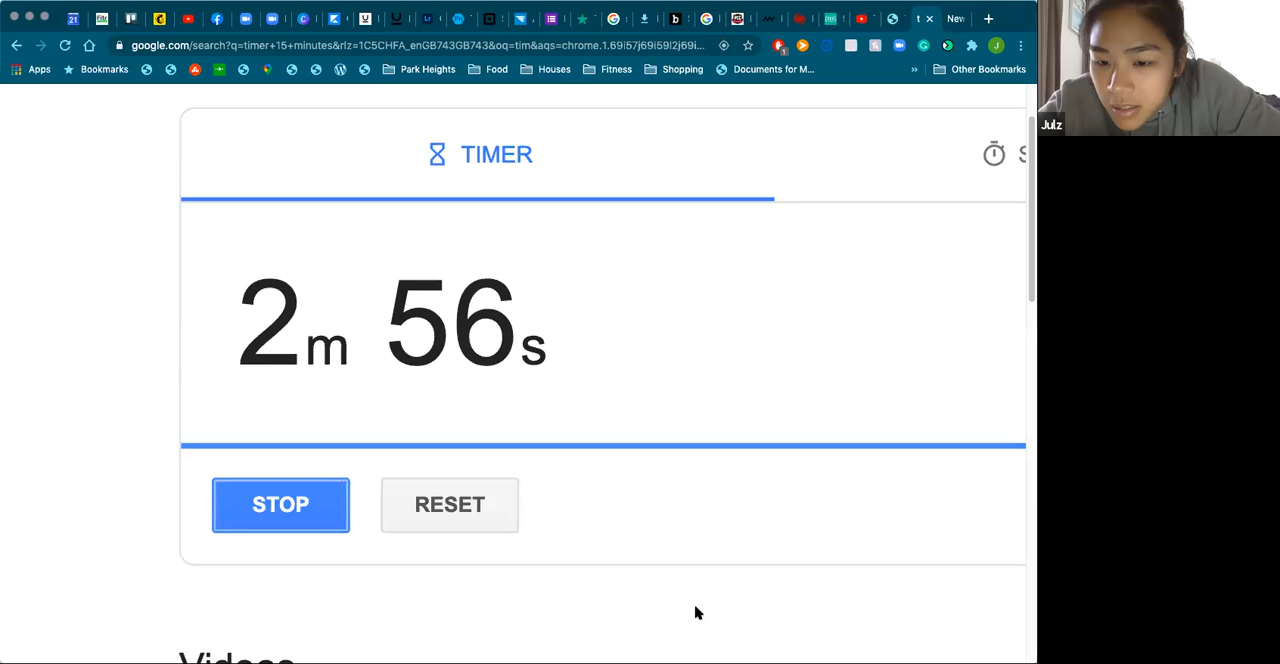 New
google.com/search?q=timer+15+minutes&rlz=1C5CHFA_enGB743GB743&oq=tim&aqs=chrome.1.69i57j69i59l2j69i...
Apps Bookmarks Park Heights Food Houses Fitness Shopping Documents for M... » Other Bookmarks
Julz
TIMER S
2m 56s
STOP RESET
Videos